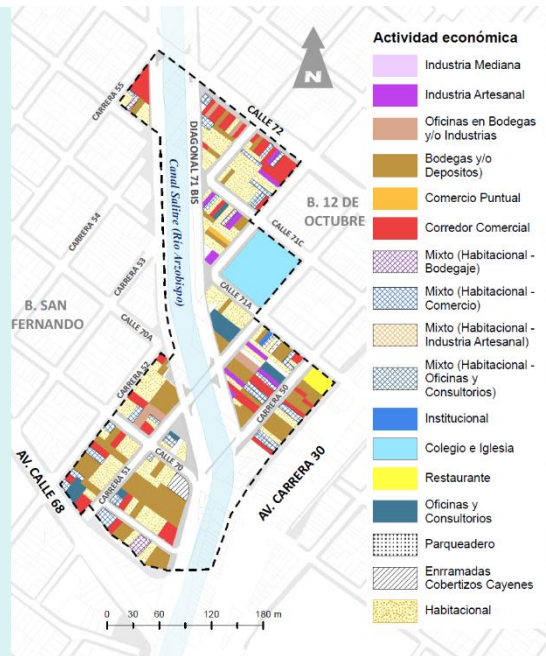 CARRERA 55
CALLE 72
DIAGONAL 71 BIS
Canal Salitre (Río Arzobispo)
N
B. 12 DE
OCTUBRE
CALLE 71C
CARRERA 54
CARRERA 53
CALLE 71A
B. SAN
FERNANDO
CALLE 70A
CARRERA 52
CARRERA 50
CALLE 70
CARRERA 51
AV. CALLE 68
AV. CARRERA 30
0 30 60 120 180 m
Actividad económica
Industria Mediana
Industria Artesanal
Oficinas en Bodegas
y/o Industrias
Bodegas y/o
Depositos)
Comercio Puntual
Corredor Comercial
Mixto (Habitacional -
Bodegaje)
Mixto (Habitacional -
Comercio)
Mixto (Habitacional -
Industria Artesanal)
Mixto (Habitacional -
Oficinas y
Consultorios)
Institucional
Colegio e Iglesia
Restaurante
Oficinas y
Consultorios
Parqueadero
Enrramadas
Cobertizos Cayenes
Habitacional